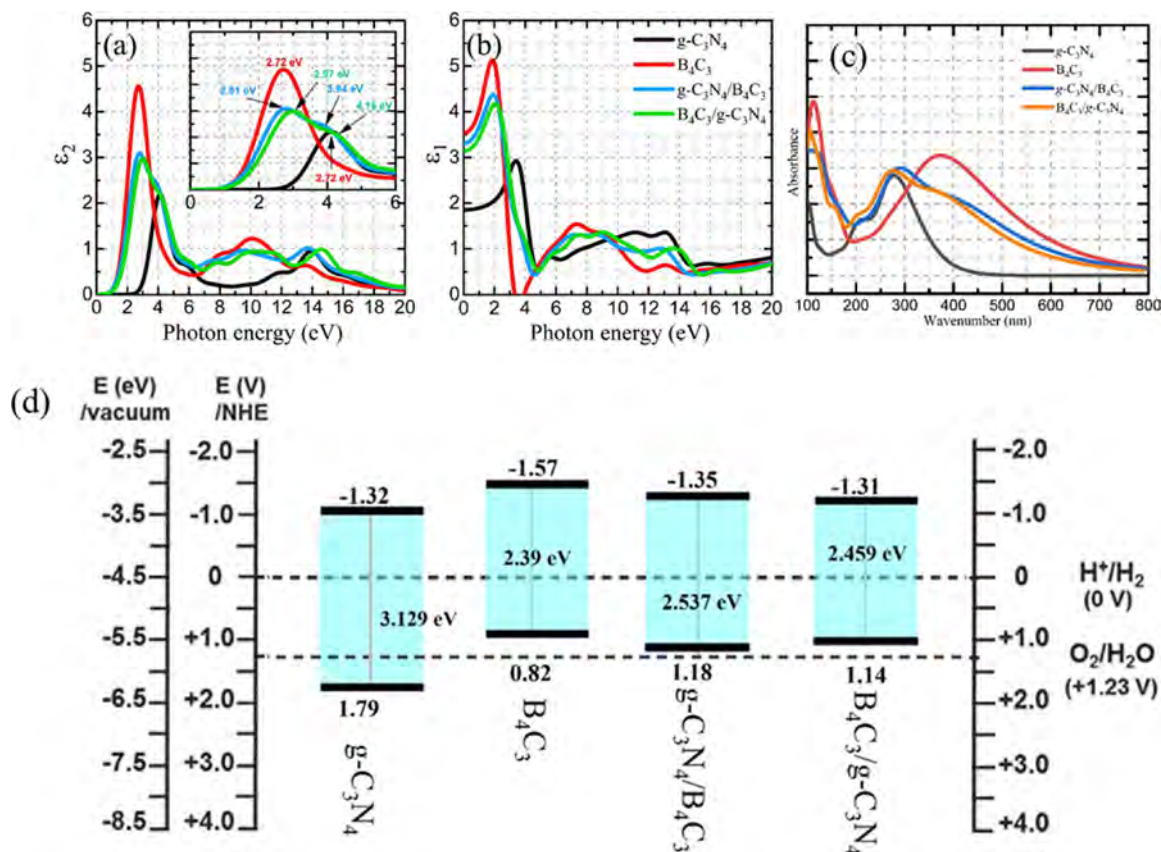 (a)
ε₂
6
5
4
3
2
1
0
0 2 4 6 8 10 12 14 16 18 20
Photon energy (eV)
2.72 eV
2.97 eV
2.81 eV
3.94 eV
4.16 eV
3.72 eV
0 2 4 6
(b)
ε₁
6
5
4
3
2
1
0
g-C₃N₄
B₄C₃
g-C₃N₄/B₄C₃
B₄C₃/g-C₃N₄
0 2 4 6 8 10 12 14 16 18 20
Photon energy (eV)
(c)
Absorbance
g-C₃N₄
B₄C₃
g-C₃N₄/B₄C₃
B₄C₃/g-C₃N₄
100 200 300 400 500 600 700 800
Wavenumber (nm)
(d)
E (eV)
/vacuum
E (V)
/NHE
-2.5
-3.5
-4.5
-5.5
-6.5
-7.5
-8.5
-2.0
-1.0
0
+1.0
+2.0
+3.0
+4.0
-1.32
3.129 eV
1.79
g-C₃N₄
-1.57
2.39 eV
0.82
B₄C₃
-1.35
2.537 eV
1.18
g-C₃N₄/B₄C₃
-1.31
2.459 eV
1.14
B₄C₃/g-C₃N₄
-2.0
-1.0
0
+1.0
+2.0
+3.0
+4.0
H⁺/H₂
(0 V)
O₂/H₂O
(+1.23 V)